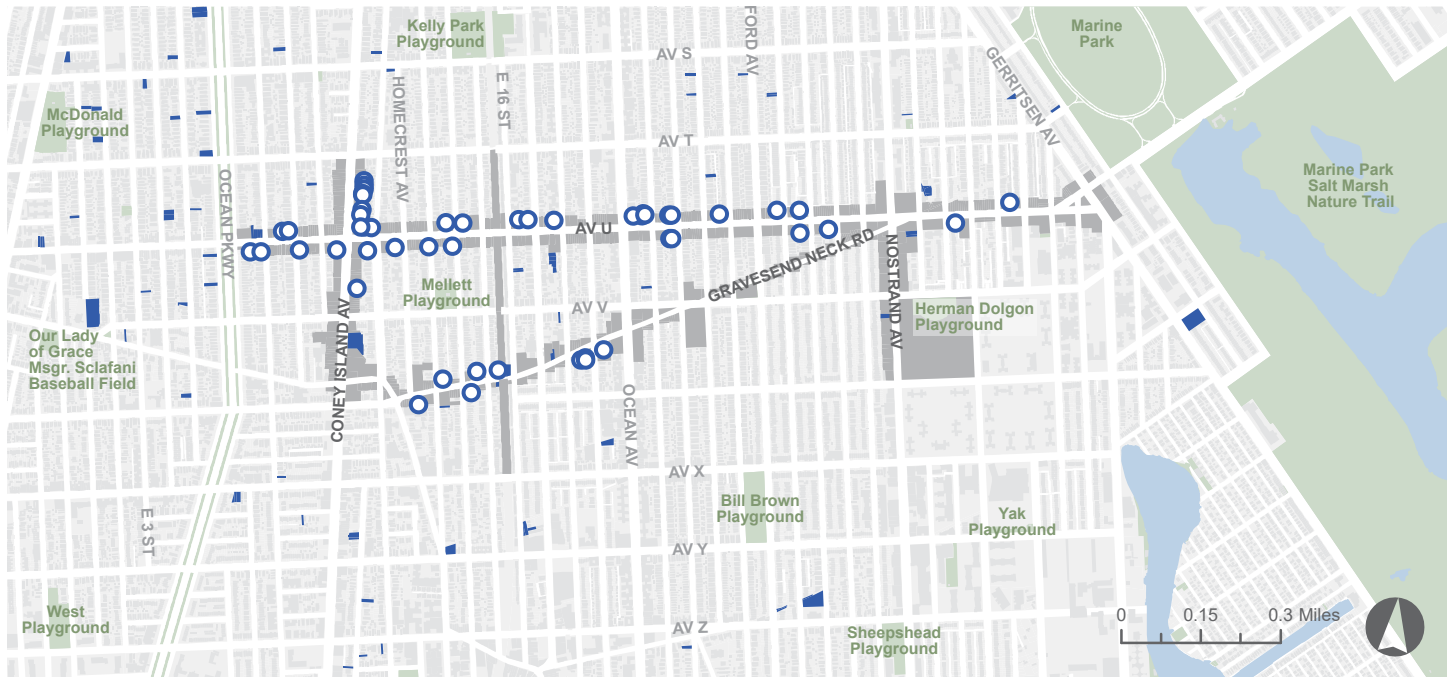 Kelly Park
Playground
FORD AV
Marine
Park
AV S
GERRITSEN AV
E 16 ST
HOMECREST AV
McDonald
Playground
AV T
OCEAN PKWY
Marine Park
Salt Marsh
Nature Trail
AV U
GRAVESEND NECK RD
NOSTRAND AV
Mellett
Playground
AV V
Herman Dolgon
Playground
CONEY ISLAND AV
Our Lady
of Grace
Msgr. Sclafani
Baseball Field
OCEAN AV
AV X
Bill Brown
Playground
Yak
Playground
E 3 ST
AV Y
West
Playground
AV Z
Sheepshead
Playground
0 0.15 0.3 Miles